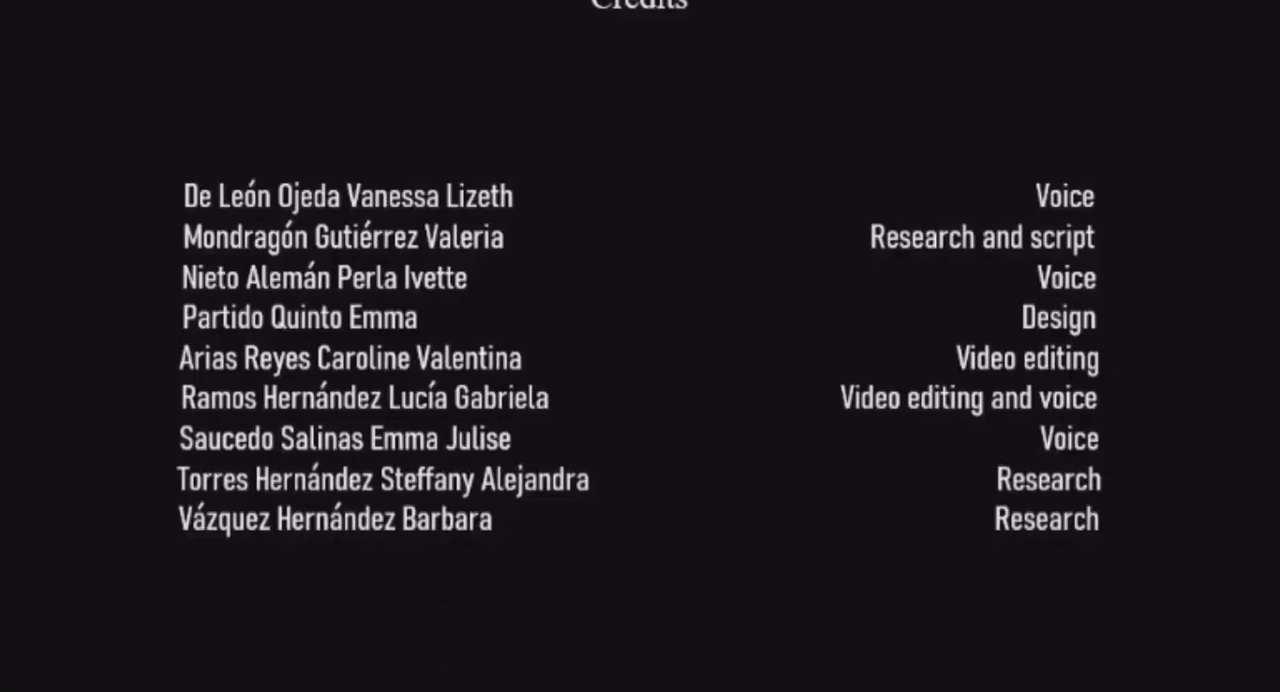 Credits
De León Ojeda Vanessa Lizeth Voice
Mondragón Gutiérrez Valeria Research and script
Nieto Alemán Perla Ivette Voice
Partido Quinto Emma Design
Arias Reyes Caroline Valentina Video editing
Ramos Hernández Lucía Gabriela Video editing and voice
Saucedo Salinas Emma Julise Voice
Torres Hernández Steffany Alejandra Research
Vázquez Hernández Barbara Research